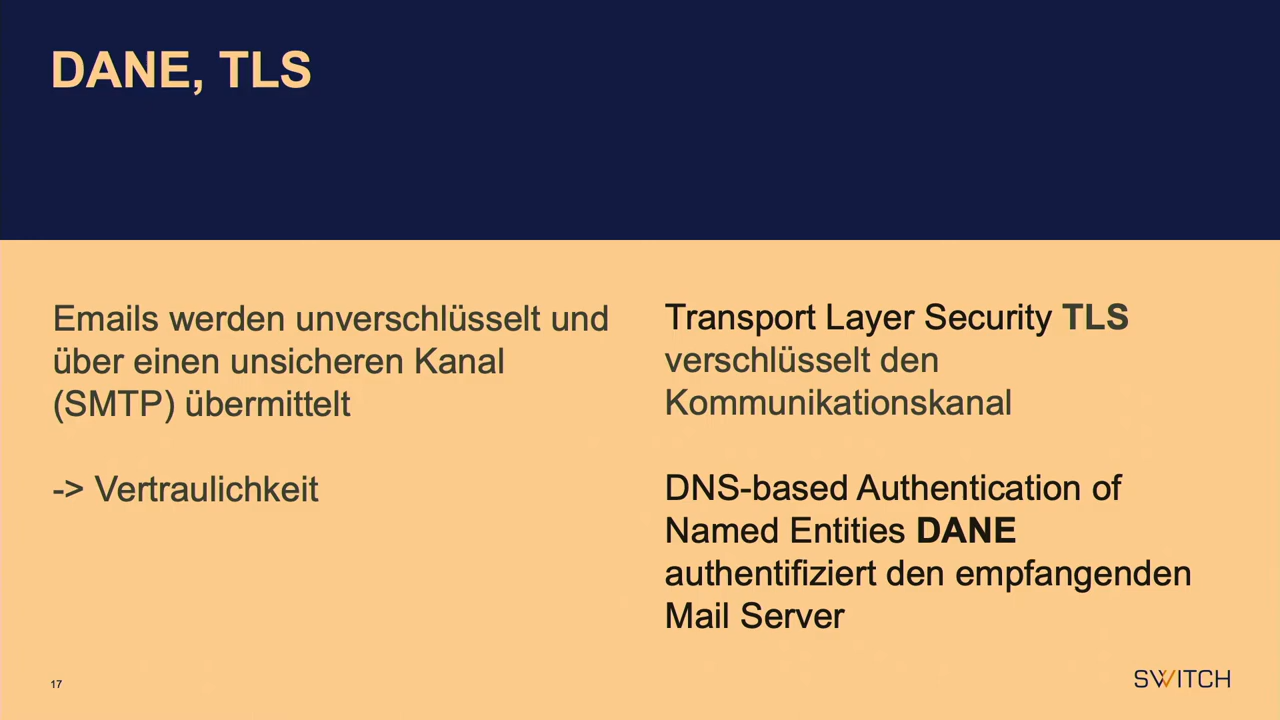 DANE, TLS
Emails werden unverschlüsselt und
über einen unsicheren Kanal
(SMTP) übermittelt
-> Vertraulichkeit
Transport Layer Security TLS
verschlüsselt den
Kommunikationskanal
DNS-based Authentication of
Named Entities DANE
authentifiziert den empfangenden
Mail Server
17
SWITCH